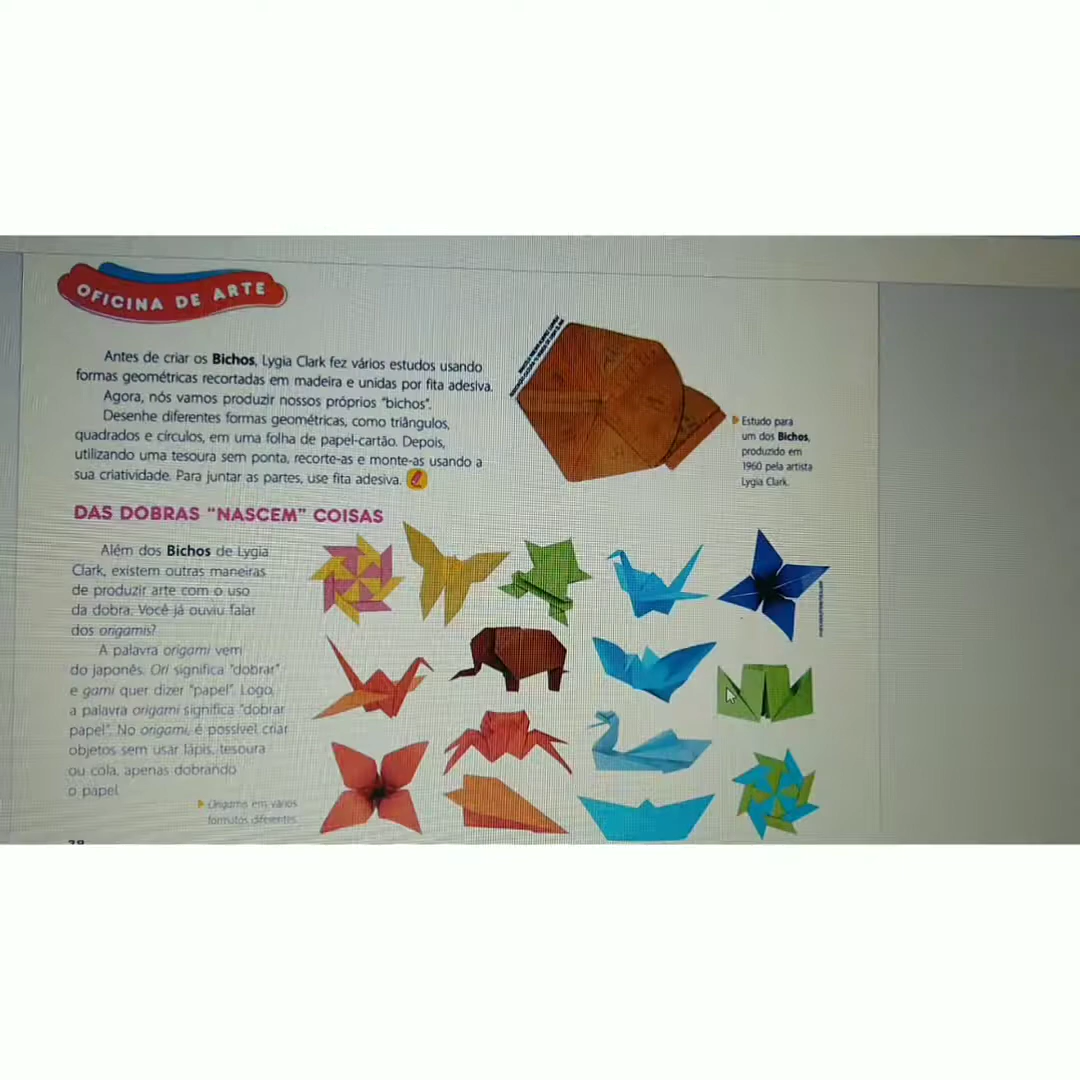 OFICINA DE ARTE
Antes de criar os Bichos, Lygia Clark fez vários estudos usando
formas geométricas recortadas em madeira e unidas por fita adesiva.
Agora, nós vamos produzir nossos próprios "bichos".
Desenhe diferentes formas geométricas, como triângulos,
quadrados e círculos, em uma folha de papel-cartão. Depois,
utilizando uma tesoura sem ponta, recorte-as e monte-as usando a
sua criatividade. Para juntar as partes, use fita adesiva.
Estudo para
um dos Bichos,
produzido em
1960 pela artista
Lygia Clark.
DAS DOBRAS "NASCEM" COISAS
Além dos Bichos de Lygia
Clark, existem outras maneiras
de produzir arte com o uso
da dobra. Você já ouviu falar
dos origamis?
A palavra origami vem
do japonês. Ori significa "dobrar"
e gami quer dizer "papel". Logo,
a palavra origami significa "dobrar
papel". No origami, é possível criar
objetos sem usar lápis, tesoura
ou cola, apenas dobrando
o papel.
Origamis em vários
formatos diferentes.